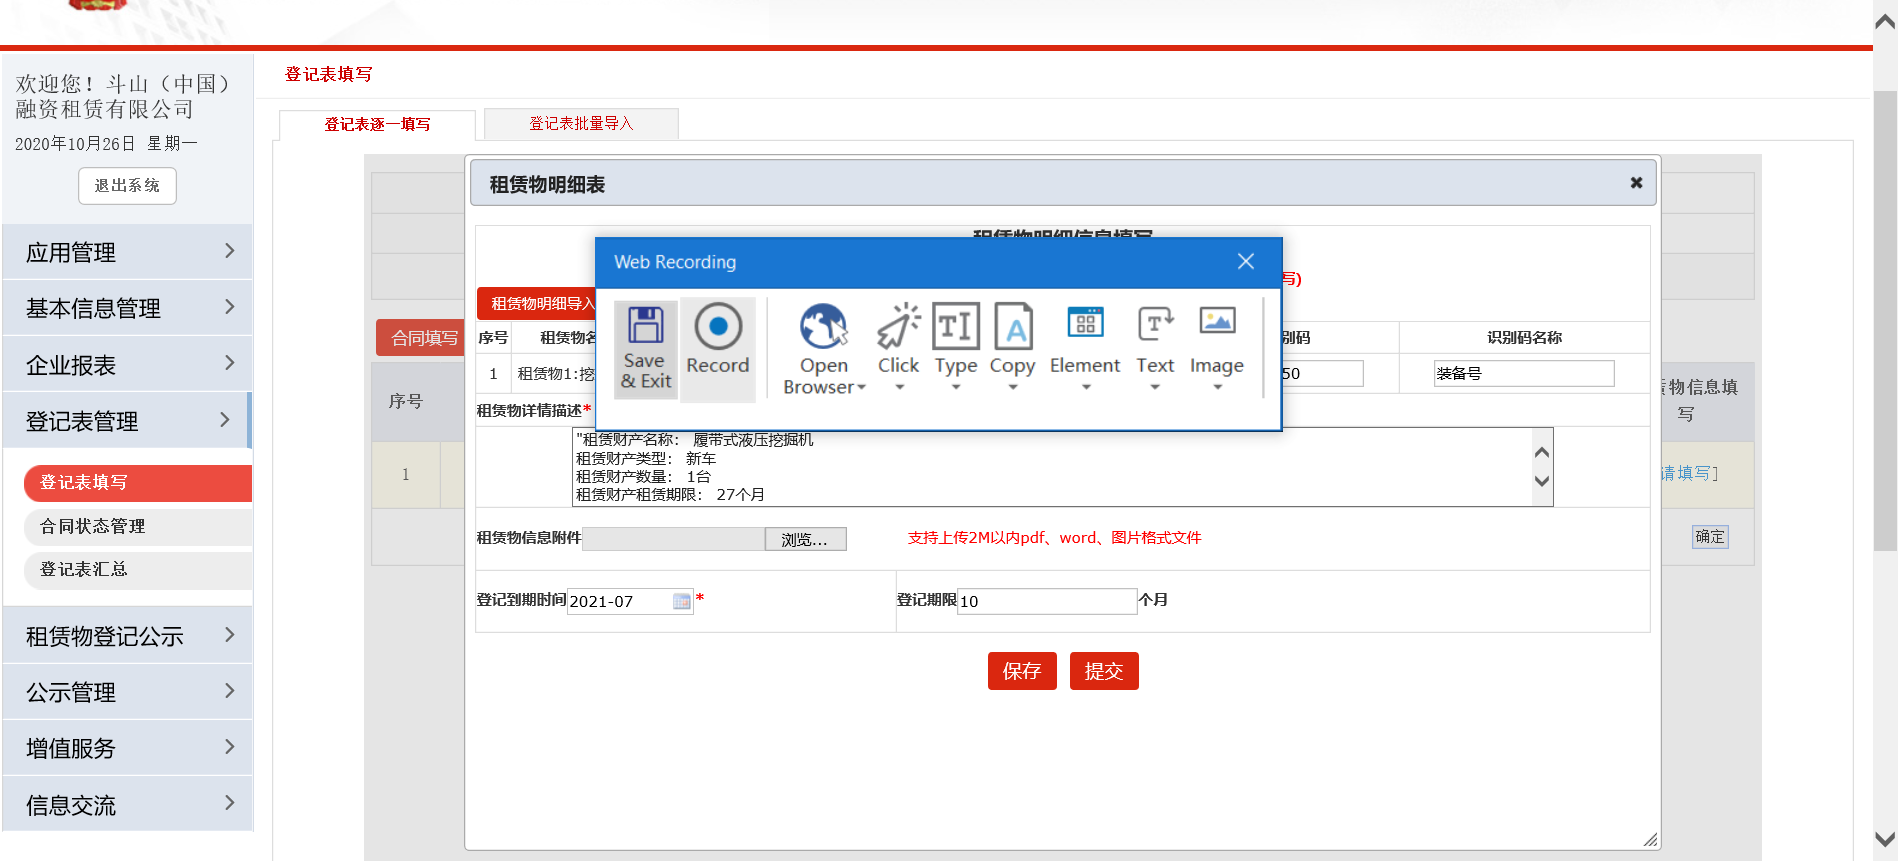 欢迎您！斗山（中国）
融资租赁有限公司
2020年10月26日 星期一
退出系统
应用管理
基本信息管理
企业报表
登记表管理
登记表填写
合同状态管理
登记表汇总
租赁物登记公示
公示管理
增值服务
信息交流
登记表填写
登记表逐一填写
登记表批量导入
租赁物明细表
租赁物明细信息填写
写)
租赁物明细导入
合同填写
序号
1
序号
租赁物名
别码
识别码名称
1
租赁物1:挖
50
装备号
租赁物详情描述*
"租赁财产名称： 履带式液压挖掘机
租赁财产类型： 新车
租赁财产数量： 1台
租赁财产租赁期限： 27个月
租赁物信息附件
浏览...
支持上传2M以内pdf、word、图片格式文件
登记到期时间 2021-07 *
登记期限 10 个月
保存
提交
物信息填
写
请填写]
确定
Web Recording
Save
& Exit
Record
Open
Browser
Click
Type
Copy
Element
Text
Image